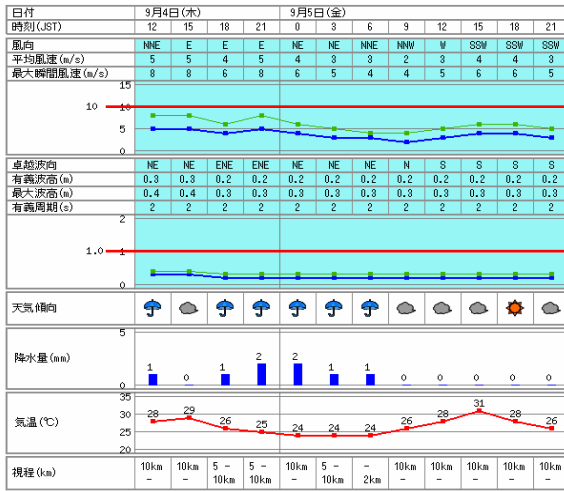 日付 9月4日(木) 9月5日(金)
時刻(JST) 12 15 18 21 0 3 6 9 12 15 18 21
風向 NNE E E E NE NE NNE NNW W SSW SSW SSW
平均風速(m/s) 5 5 4 5 4 3 3 2 3 4 4 3
最大瞬間風速(m/s) 8 8 6 8 6 5 4 4 5 6 6 5
15
10 10
5
0
卓越波向 NE NE ENE ENE NE NE NE N S S S S
有義波高(m) 0.3 0.3 0.2 0.2 0.2 0.2 0.2 0.2 0.2 0.2 0.2 0.2
最大波高(m) 0.4 0.4 0.3 0.3 0.3 0.3 0.3 0.3 0.3 0.3 0.3 0.3
有義周期(s) 2 2 2 2 2 2 2 2 2 2 2 2
2
1.0 1
0
天気傾向
5
降水量(mm) 1 0 1 2 2 1 1 0 0 0 0 0
0
35
30
気温(℃) 28 29 26 25 24 24 24 26 28 31 28 26
25
20
視程(km) 10km - 10km - 5 - 10km 5 - 10km 10km - 5 - 10km - 2km 10km - 10km - 10km - 10km - 10km -